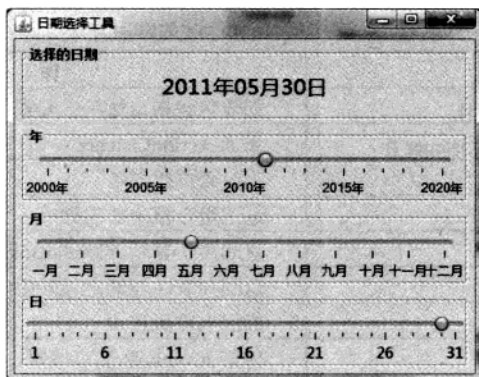 日期选择工具
选择的日期
2011年05月30日
年
2000年 2005年 2010年 2015年 2020年
月
一月 二月 三月 四月 五月 六月 七月 八月 九月 十月 十一月十二月
日
1 6 11 16 21 26 31